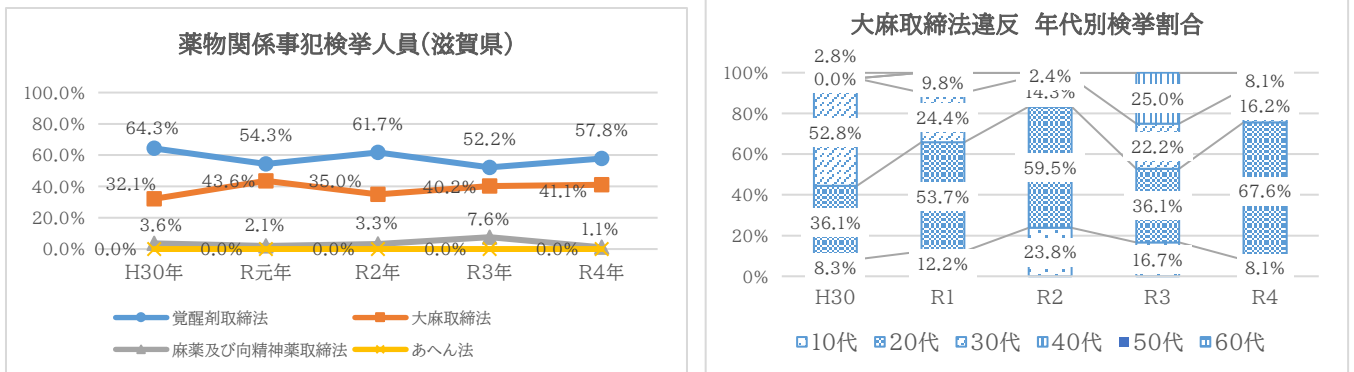 薬物関係事犯検挙人員(滋賀県)
100.0%
80.0%
60.0%
40.0%
20.0%
0.0%
64.3% 54.3% 61.7% 52.2% 57.8%
32.1% 43.6% 35.0% 40.2% 41.1%
3.6% 2.1% 3.3% 7.6% 1.1%
0.0% 0.0% 0.0% 0.0% 0.0%
H30年 R元年 R2年 R3年 R4年
覚醒剤取締法 大麻取締法
麻薬及び向精神薬取締法 あへん法
大麻取締法違反 年代別検挙割合
100%
80%
60%
40%
20%
0%
2.8%
0.0% 9.8% 2.4% 8.1%
52.8% 24.4% 14.3% 25.0% 16.2%
22.2%
36.1% 53.7% 59.5% 36.1% 67.6%
8.3% 12.2% 23.8% 16.7% 8.1%
H30 R1 R2 R3 R4
10代 20代 30代 40代 50代 60代